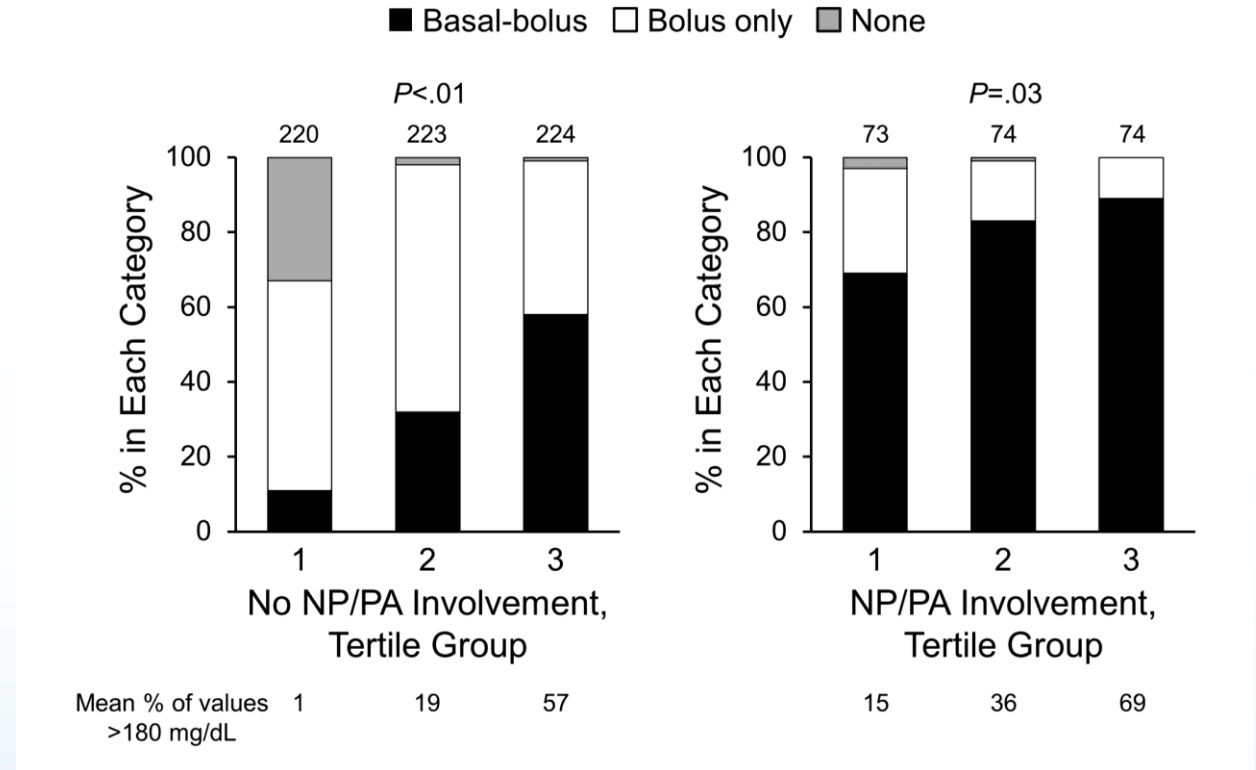 Basal-bolus Bolus only None
P<.01
220 223 224
100
80
60
40
20
0
% in Each Category
1 2 3
No NP/PA Involvement,
Tertile Group
P=.03
73 74 74
100
80
60
40
20
0
% in Each Category
1 2 3
NP/PA Involvement,
Tertile Group
Mean % of values 1 19 57 15 36 69
>180 mg/dL